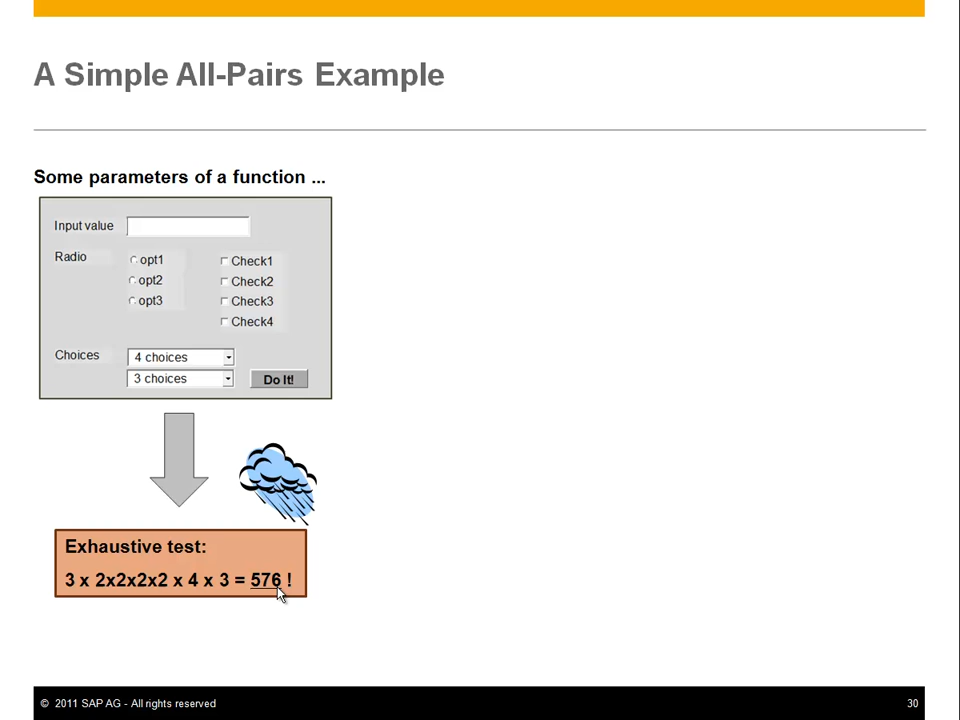 A Simple All-Pairs Example
Some parameters of a function ...
Input value
Radio
opt1
opt2
opt3
Check1
Check2
Check3
Check4
Choices
4 choices
3 choices
Do It!
Exhaustive test:
3 x 2x2x2x2 x 4 x 3 = 576 !
© 2011 SAP AG - All rights reserved
30